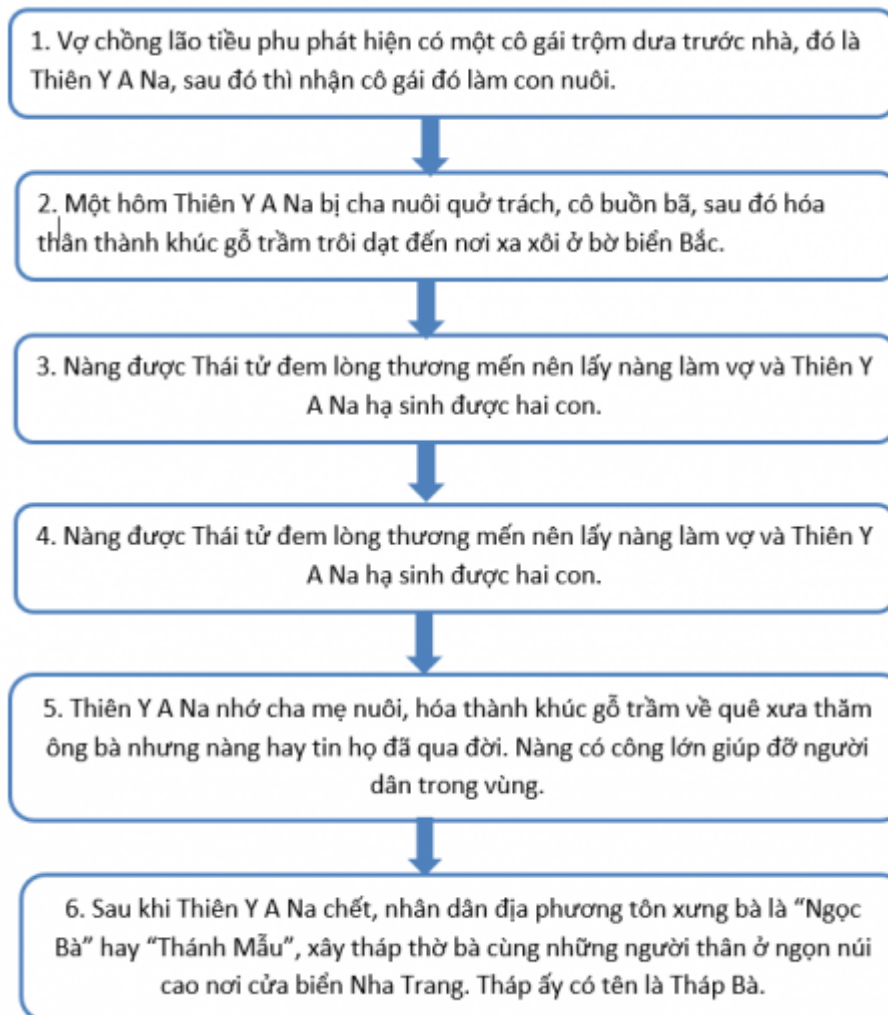 1. Vợ chồng lão tiều phu phát hiện có một cô gái trộm dưa trước nhà, đó là
Thiên Y A Na, sau đó thì nhận cô gái đó làm con nuôi.
2. Một hôm Thiên Y A Na bị cha nuôi quở trách, cô buồn bã, sau đó hóa
thân thành khúc gỗ trầm trôi dạt đến nơi xa xôi ở bờ biển Bắc.
3. Nàng được Thái tử đem lòng thương mến nên lấy nàng làm vợ và Thiên Y
A Na hạ sinh được hai con.
4. Nàng được Thái tử đem lòng thương mến nên lấy nàng làm vợ và Thiên Y
A Na hạ sinh được hai con.
5. Thiên Y A Na nhớ cha mẹ nuôi, hóa thành khúc gỗ trầm về quê xưa thăm
ông bà nhưng nàng hay tin họ đã qua đời. Nàng có công lớn giúp đỡ người
dân trong vùng.
6. Sau khi Thiên Y A Na chết, nhân dân địa phương tôn xưng bà là “Ngọc
Bà” hay “Thánh Mẫu”, xây tháp thờ bà cùng những người thân ở ngọn núi
cao nơi cửa biển Nha Trang. Tháp ấy có tên là Tháp Bà.